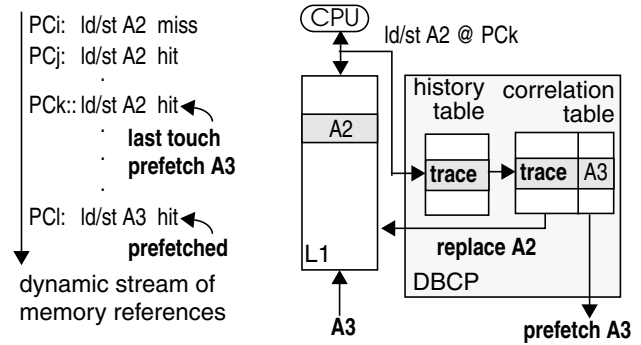 PCi: ld/st A2 miss
PCj: ld/st A2 hit
.
PCk:: ld/st A2 hit
.
last touch
.
prefetch A3
.
PCl: ld/st A3 hit
prefetched
dynamic stream of
memory references
CPU
ld/st A2 @ PCk
A2
L1
A3
history
table
correlation
table
trace
trace
A3
replace A2
DBCP
prefetch A3